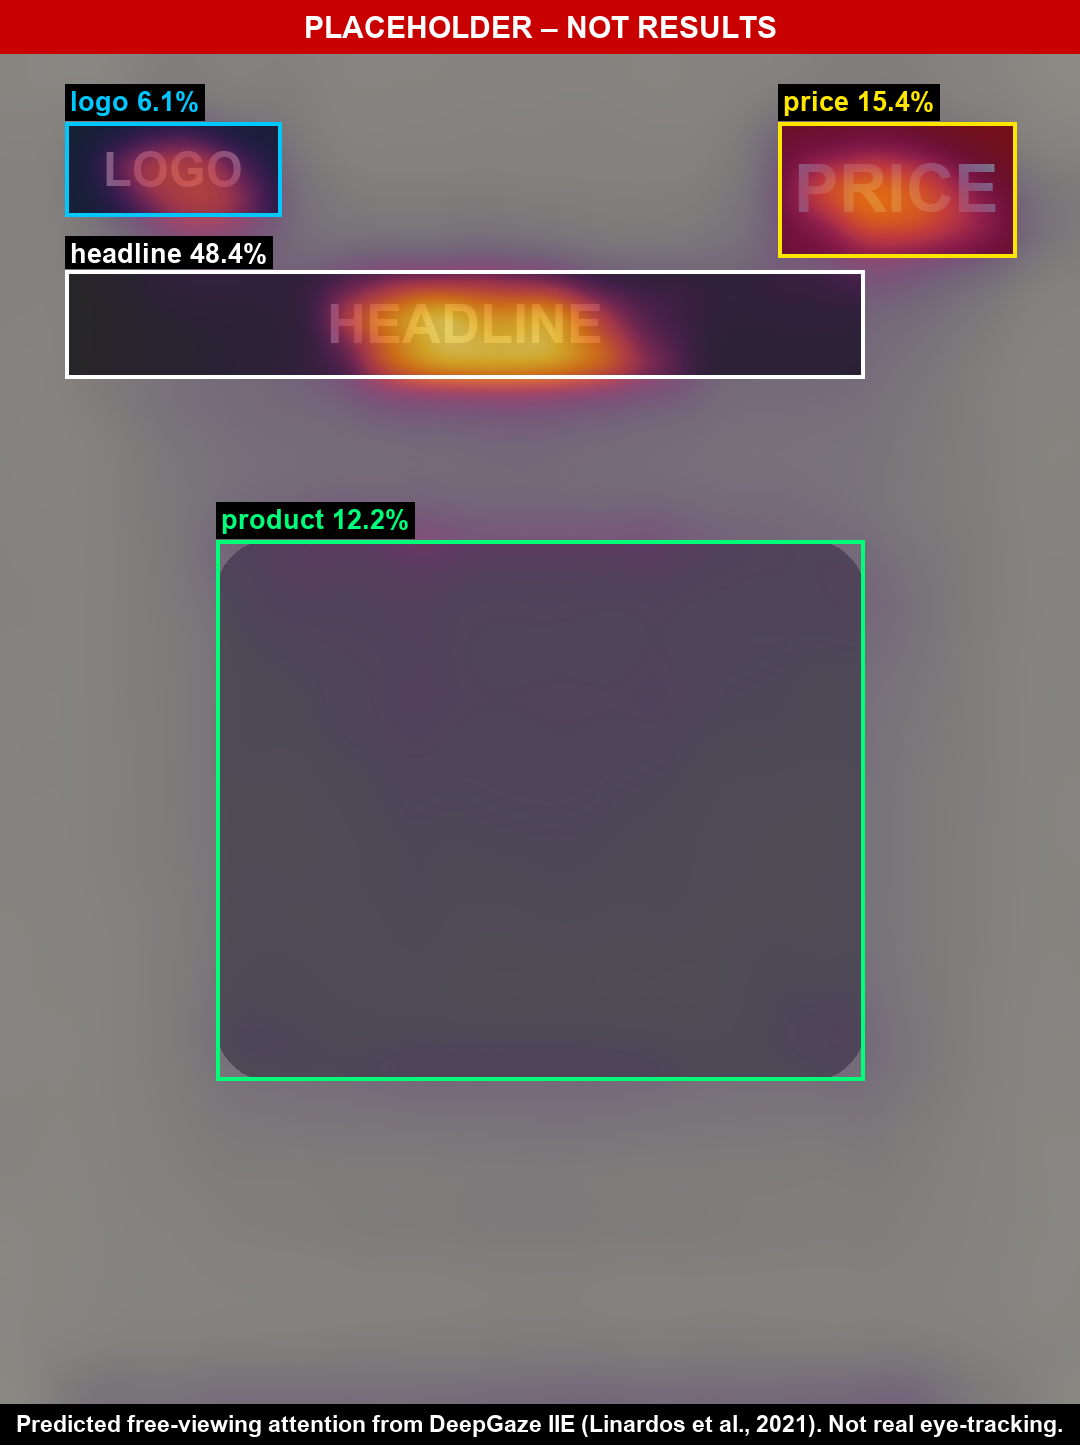 PLACEHOLDER – NOT RESULTS
logo 6.1%
price 15.4%
LOGO
PRICE
headline 48.4%
HEADLINE
product 12.2%
Predicted free-viewing attention from DeepGaze IIE (Linardos et al., 2021). Not real eye-tracking.